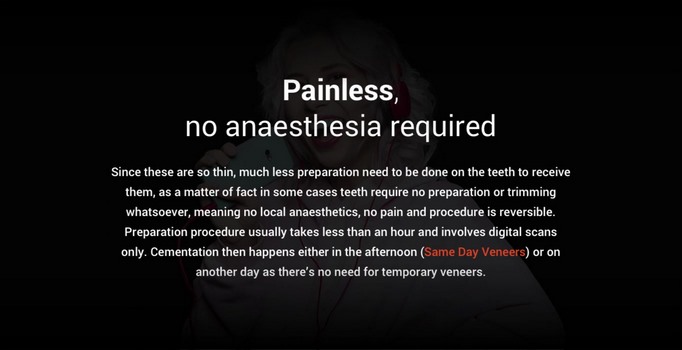 Painless,
no anaesthesia required
Since these are so thin, much less preparation need to be done on the teeth to receive
them, as a matter of fact in some cases teeth require no preparation or trimming
whatsoever, meaning no local anaesthetics, no pain and procedure is reversible.
Preparation procedure usually takes less than an hour and involves digital scans
only. Cementation then happens either in the afternoon (Same Day Veneers) or on
another day as there's no need for temporary veneers.